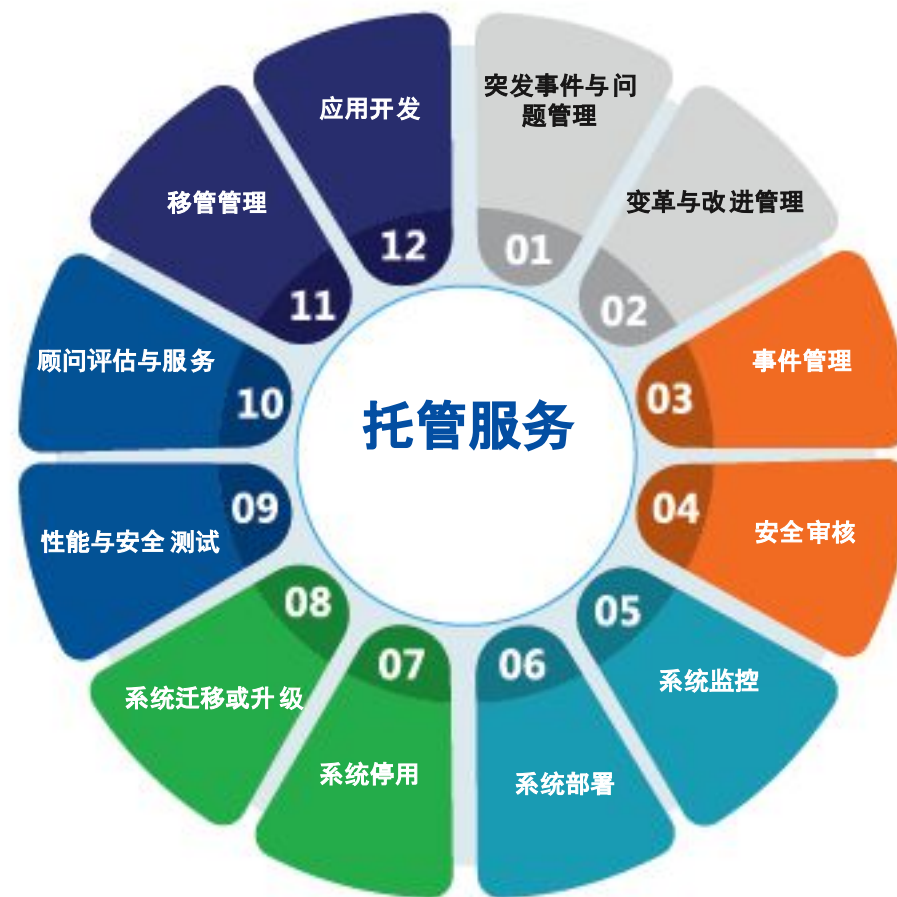 托管服务
01
突发事件与问
题管理
02
变革与改进管理
03
事件管理
04
安全审核
05
系统监控
06
系统部署
07
系统停用
08
系统迁移或升级
09
性能与安全测试
10
顾问评估与服务
11
移管管理
12
应用开发